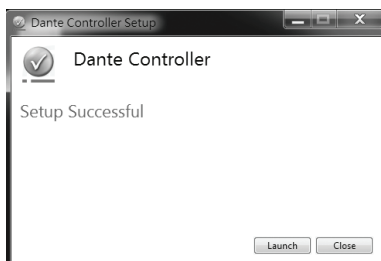 Dante Controller Setup
Dante Controller
Setup Successful
Launch
Close